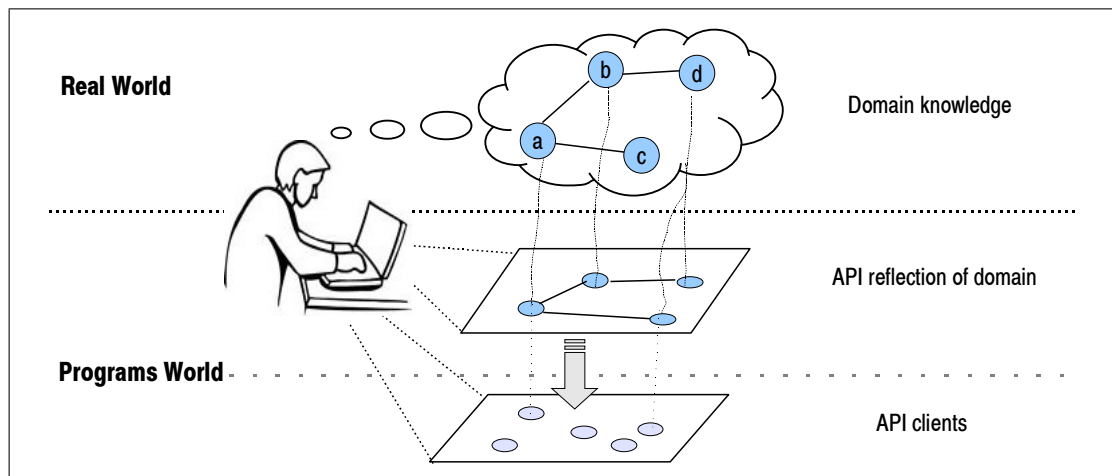 Real World
b
d
Domain knowledge
a
c
API reflection of domain
Programs World
API clients